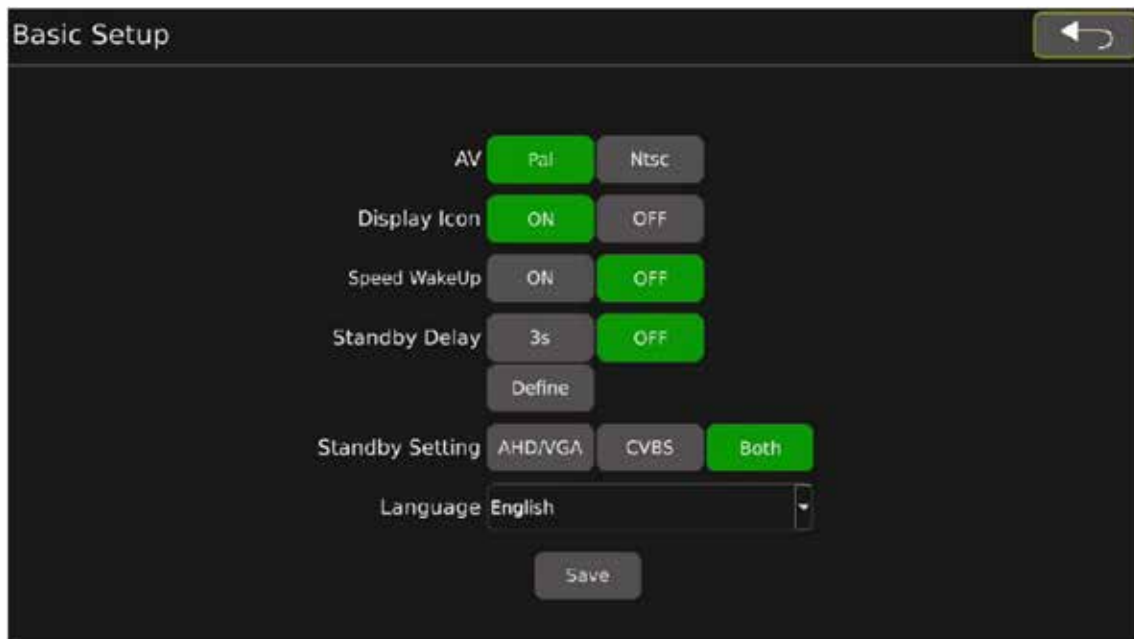 Basic Setup
AV Pal Ntsc
Display Icon ON OFF
Speed WakeUp ON OFF
Standby Delay 3s OFF
Define
Standby Setting AHD/VGA CVBS Both
Language English
Save